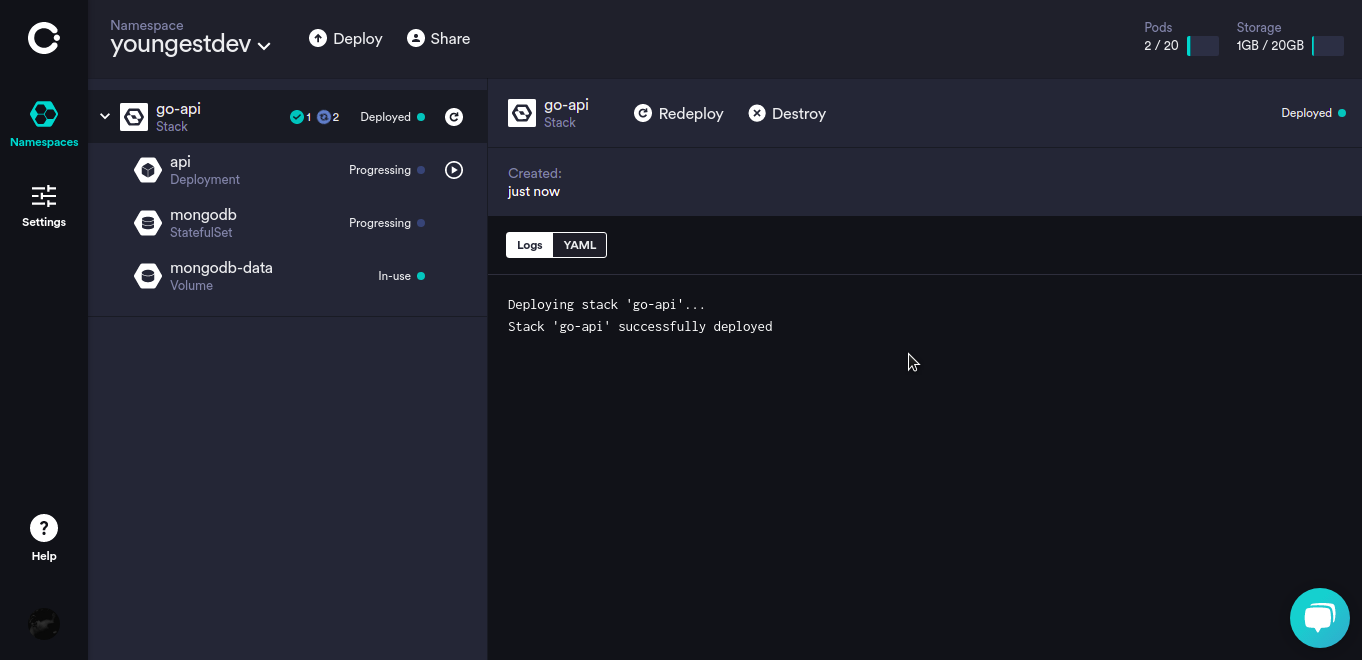 Namespace
youngestdev
Deploy
Share
Pods
2 / 20
Storage
1GB / 20GB
Namespaces
Settings
Help
go-api
Stack
1 2
Deployed
api
Deployment
Progressing
mongodb
StatefulSet
Progressing
mongodb-data
Volume
In-use
go-api
Stack
Redeploy
Destroy
Deployed
Created:
just now
Logs YAML
Deploying stack 'go-api'...
Stack 'go-api' successfully deployed